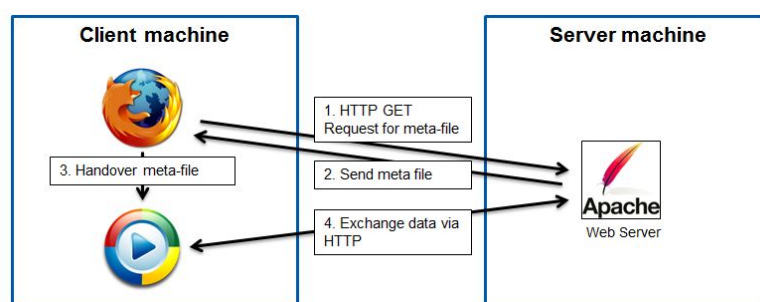 Client machine
Server machine
1. HTTP GET
Request for meta-file
3. Handover meta-file
2. Send meta file
Apache
Web Server
4. Exchange data via
HTTP